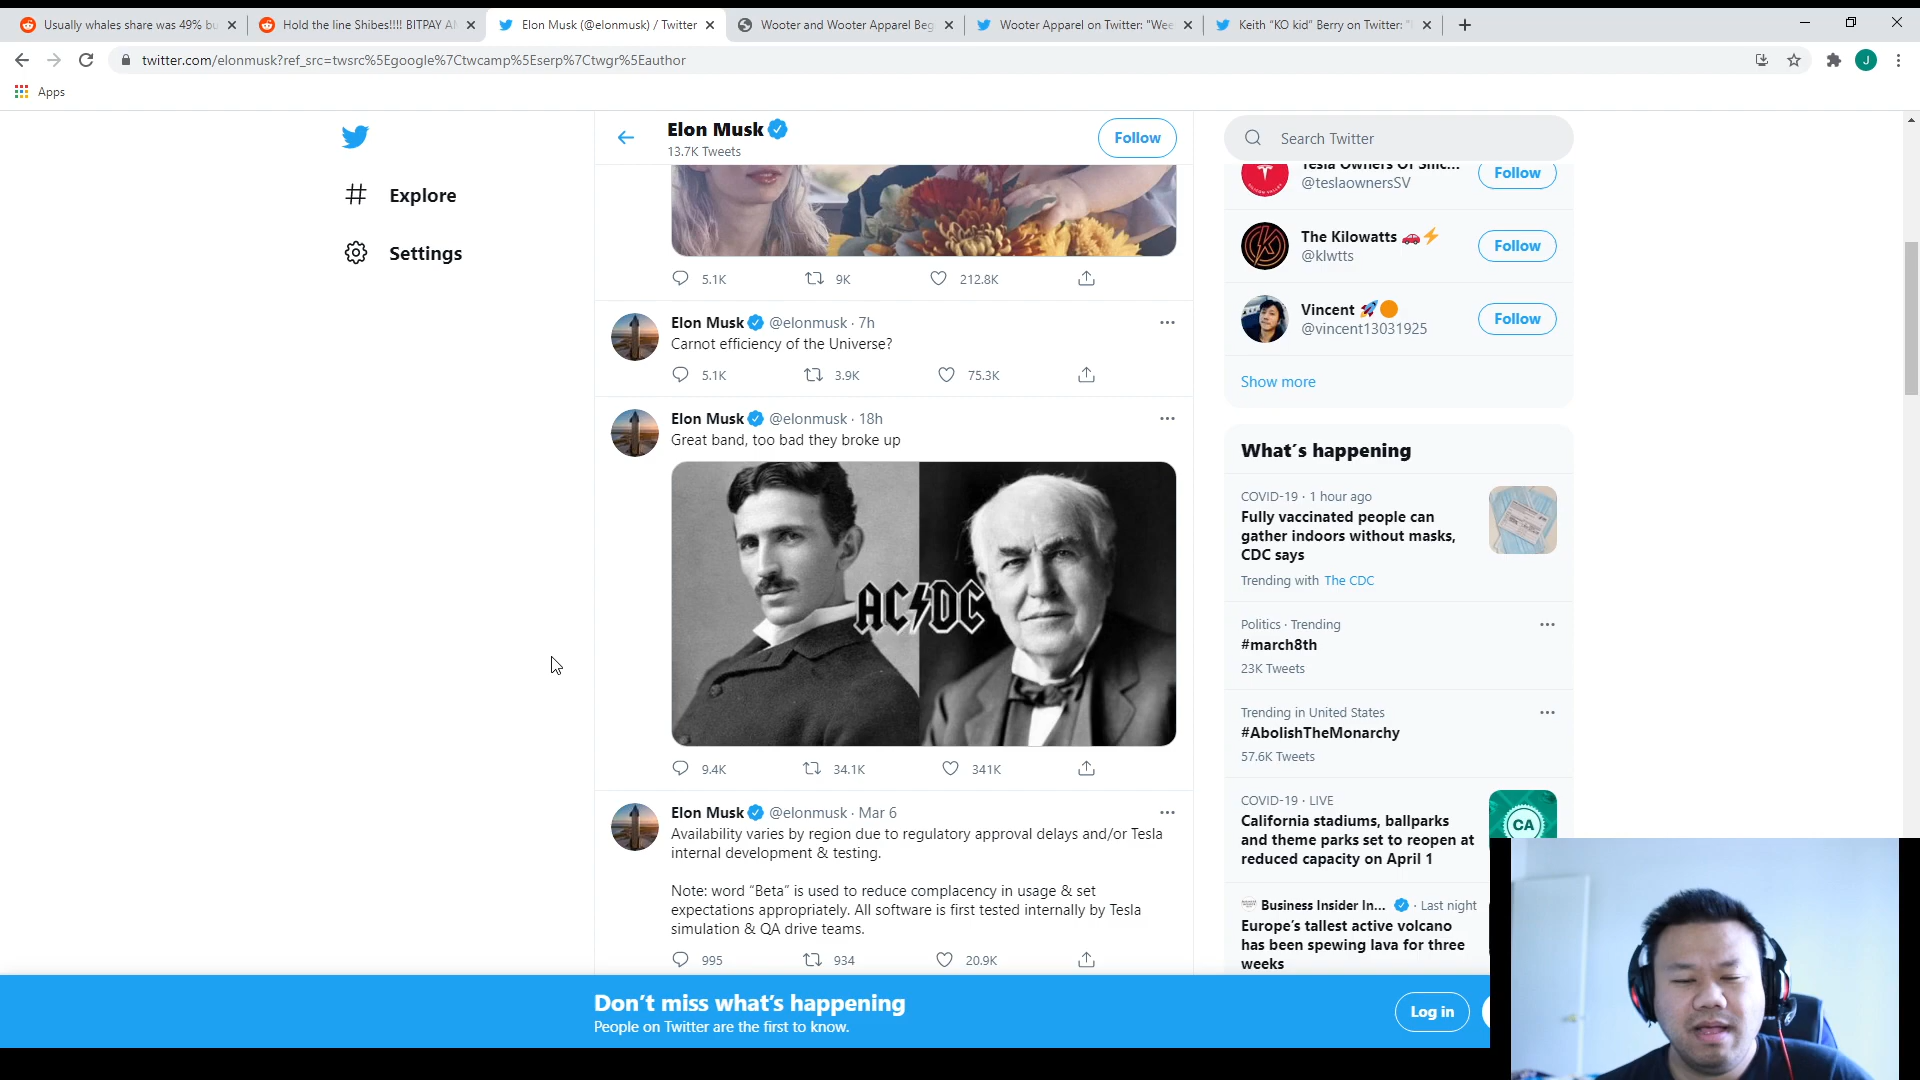 Usually whales share was 49% bu
Hold the line Shibes!!!! BITPAY A
Elon Musk (@elonmusk) / Twitter
Wooter and Wooter Apparel Beg
Wooter Apparel on Twitter: "Wee
Keith "KO kid" Berry on Twitter: "
twitter.com/elonmusk?ref_src=twsrc%5Egoogle%7Ctwcamp%5Eserp%7Ctwgr%5Eauthor
J
Apps
Explore
Settings
Elon Musk
13.7K Tweets
Follow
5.1K 9K 212.8K
Elon Musk @elonmusk · 7h
Carnot efficiency of the Universe?
5.1K 3.9K 75.3K
Elon Musk @elonmusk · 18h
Great band, too bad they broke up
AC DC
9.4K 34.1K 341K
Elon Musk @elonmusk · Mar 6
Availability varies by region due to regulatory approval delays and/or Tesla
internal development & testing.
Note: word “Beta” is used to reduce complacency in usage & set
expectations appropriately. All software is first tested internally by Tesla
simulation & QA drive teams.
995 934 20.9K
Search Twitter
Tesla Owners Of Silic...
@teslaownersSV
Follow
The Kilowatts
@klwtts
Follow
Vincent
@vincent13031925
Follow
Show more
What’s happening
COVID-19 · 1 hour ago
Fully vaccinated people can
gather indoors without masks,
CDC says
Trending with The CDC
Politics · Trending
#march8th
23K Tweets
Trending in United States
#AbolishTheMonarchy
57.6K Tweets
COVID-19 · LIVE
California stadiums, ballparks
and theme parks set to reopen at
reduced capacity on April 1
CA
Business Insider In... · Last night
Europe’s tallest active volcano
has been spewing lava for three
weeks
Don’t miss what’s happening
People on Twitter are the first to know.
Log in